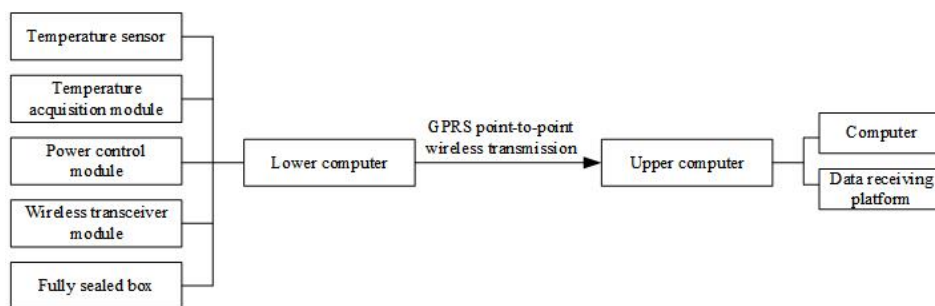 Temperature sensor
Temperature
acquisition module
Power control
module
Wireless transceiver
module
Fully sealed box
Lower computer
GPRS point-to-point
wireless transmission
Upper computer
Computer
Data receiving
platform